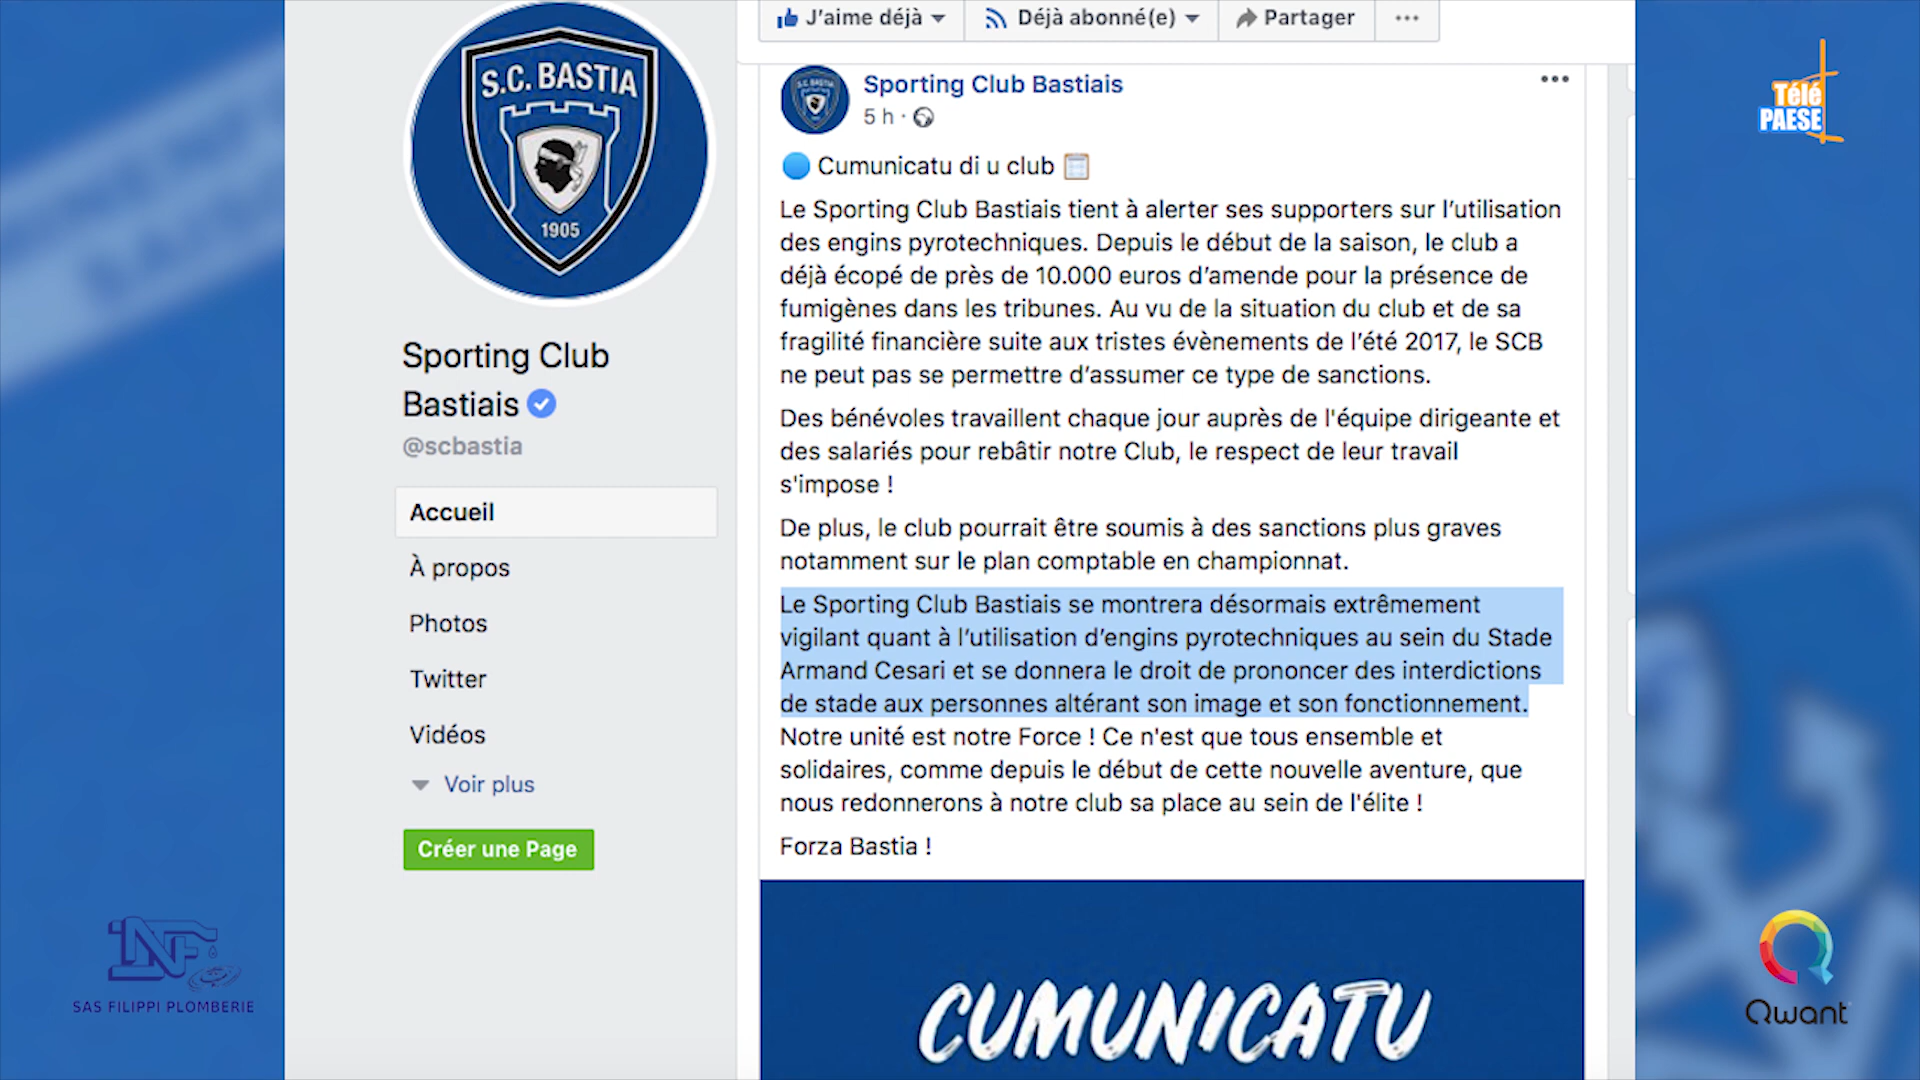 S.C. BASTIA
1905
Sporting Club
Bastiais
@scbastia
Accueil
À propos
Photos
Twitter
Vidéos
Voir plus
Créer une Page
J’aime déjà
Déjà abonné(e)
Partager
Sporting Club Bastiais
5 h ·
Cumunicatu di u club
Le Sporting Club Bastiais tient à alerter ses supporters sur l’utilisation
des engins pyrotechniques. Depuis le début de la saison, le club a
déjà écopé de près de 10.000 euros d’amende pour la présence de
fumigènes dans les tribunes. Au vu de la situation du club et de sa
fragilité financière suite aux tristes évènements de l’été 2017, le SCB
ne peut pas se permettre d’assumer ce type de sanctions.
Des bénévoles travaillent chaque jour auprès de l'équipe dirigeante et
des salariés pour rebâtir notre Club, le respect de leur travail
s'impose !
De plus, le club pourrait être soumis à des sanctions plus graves
notamment sur le plan comptable en championnat.
Le Sporting Club Bastiais se montrera désormais extrêmement
vigilant quant à l’utilisation d’engins pyrotechniques au sein du Stade
Armand Cesari et se donnera le droit de prononcer des interdictions
de stade aux personnes altérant son image et son fonctionnement.
Notre unité est notre Force ! Ce n'est que tous ensemble et
solidaires, comme depuis le début de cette nouvelle aventure, que
nous redonnerons à notre club sa place au sein de l'élite !
Forza Bastia !
CUMUNICATU
Télé
PAESE
SAS FILIPPI PLOMBERIE
Qwant